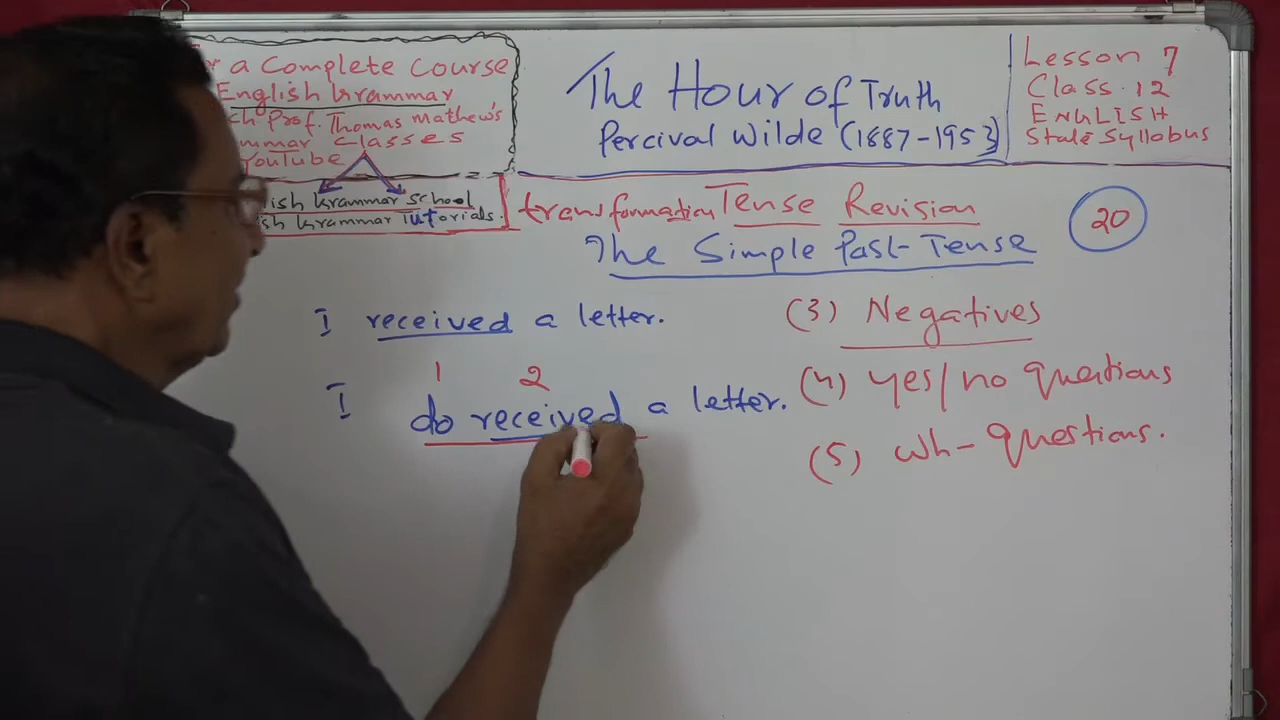 a Complete Course
English Grammar
Prof. Thomas Mathew's
Classes
YouTube
Grammar School
Grammar Tutorials.
The Hour of Truth
Percival Wilde (1887-1953)
Lesson 7
Class. 12
ENGLISH
State Syllabus
transformation Tense Revision
The Simple Past Tense
20
I received a letter.
1 2
I do received a letter.
(3) Negatives
(4) yes/no questions
(5) wh- questions.